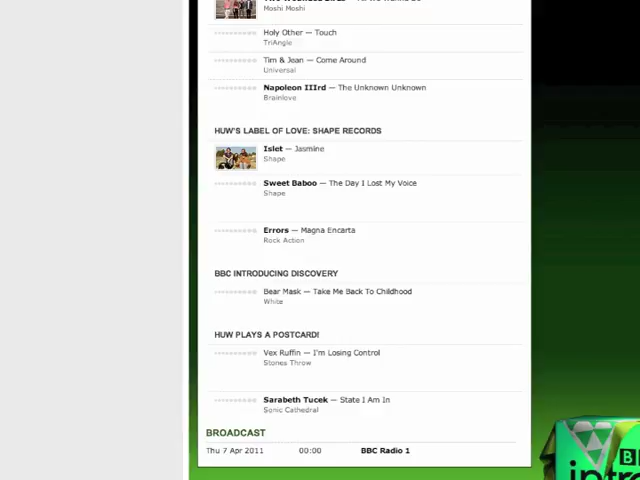 Moshi Moshi
Holy Other — Touch
TriAngle
Tim & Jean — Come Around
Universal
Napoleon IIIrd — The Unknown Unknown
Brainlove
HUW'S LABEL OF LOVE: SHAPE RECORDS
Islet — Jasmine
Shape
Sweet Baboo — The Day I Lost My Voice
Shape
Errors — Magna Encarta
Rock Action
BBC INTRODUCING DISCOVERY
Bear Mask — Take Me Back To Childhood
White
HUW PLAYS A POSTCARD!
Vex Ruffin — I'm Losing Control
Stones Throw
Sarabeth Tucek — State I Am In
Sonic Cathedral
BROADCAST
Thu 7 Apr 2011 00:00 BBC Radio 1